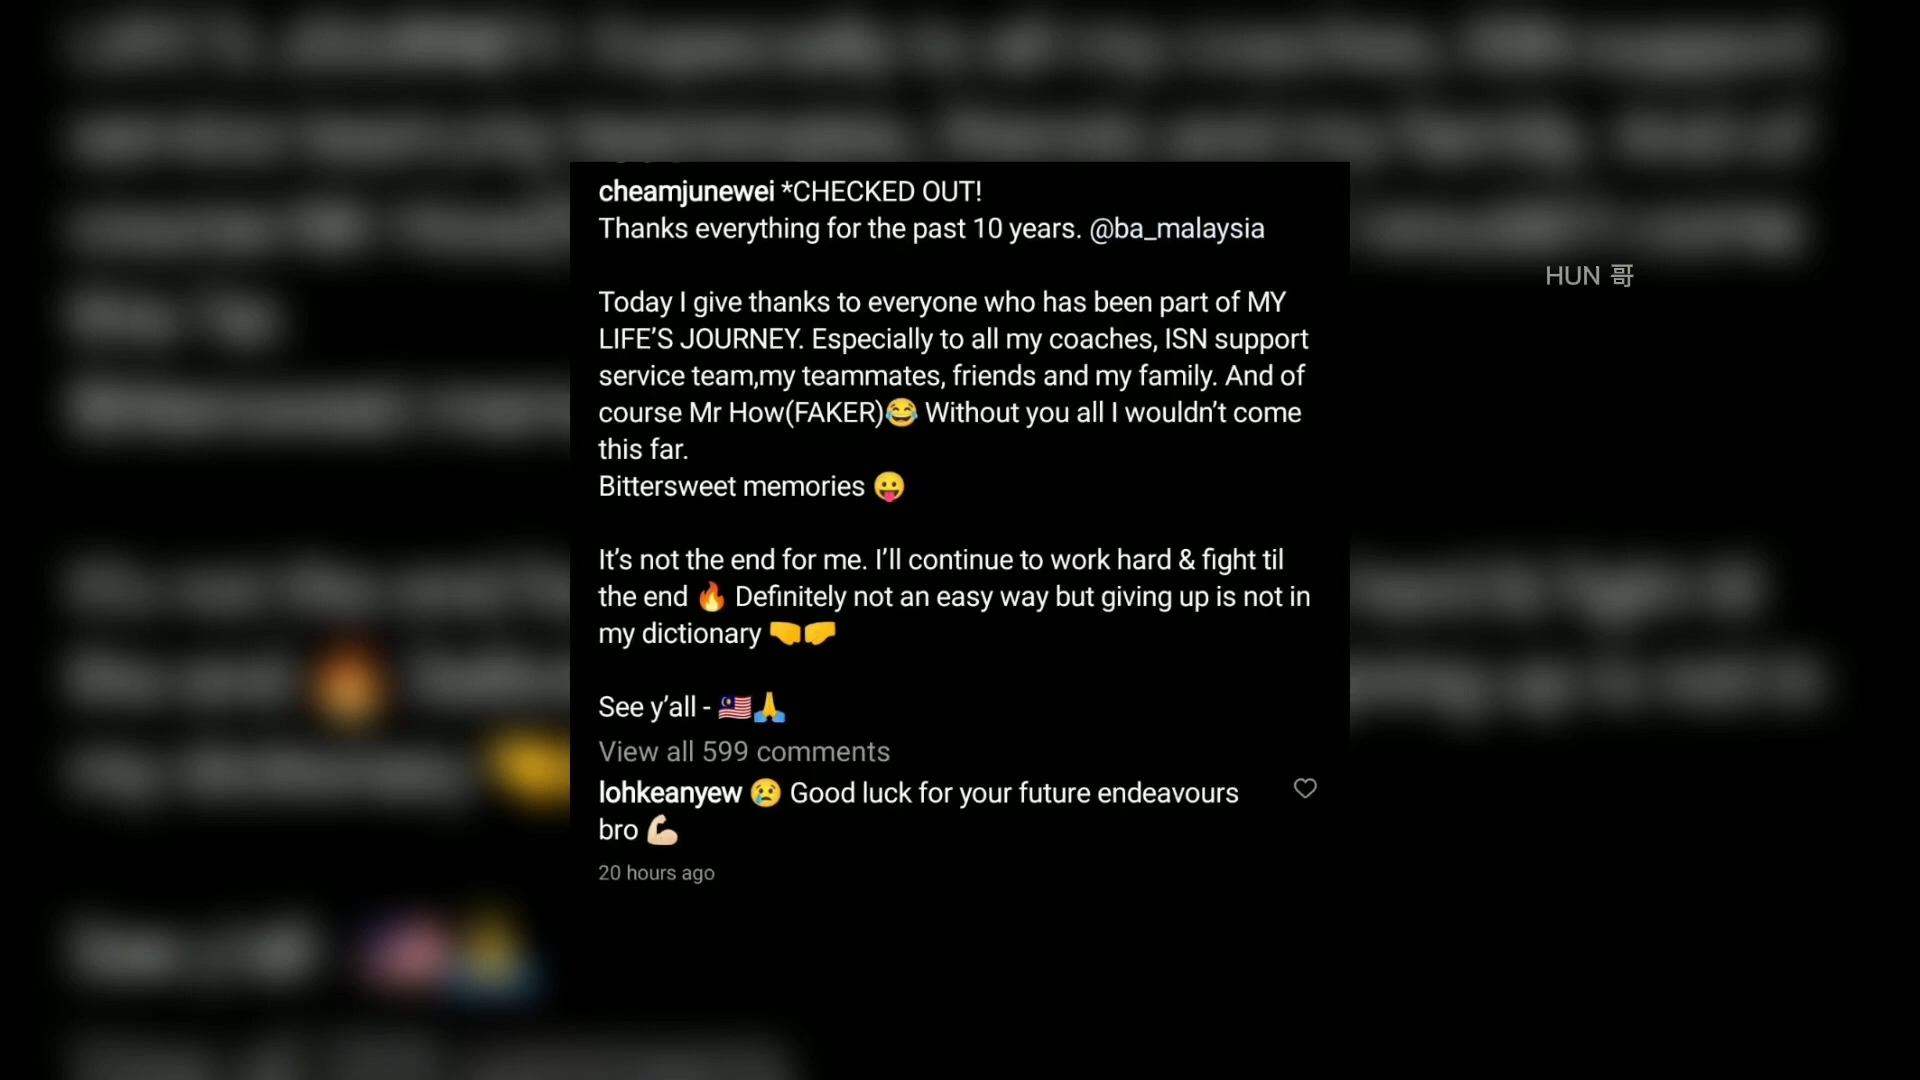 cheamjunewei *CHECKED OUT!
Thanks everything for the past 10 years. @ba_malaysia
HUN 哥
Today I give thanks to everyone who has been part of MY
LIFE’S JOURNEY. Especially to all my coaches, ISN support
service team,my teammates, friends and my family. And of
course Mr How(FAKER)😂 Without you all I wouldn’t come
this far.
Bittersweet memories 😛
It’s not the end for me. I’ll continue to work hard & fight til
the end 🔥 Definitely not an easy way but giving up is not in
my dictionary 🤜🤛
See y’all - 🇲🇾🙏
View all 599 comments
lohkeanyew 😢 Good luck for your future endeavours
bro 💪🏻
20 hours ago